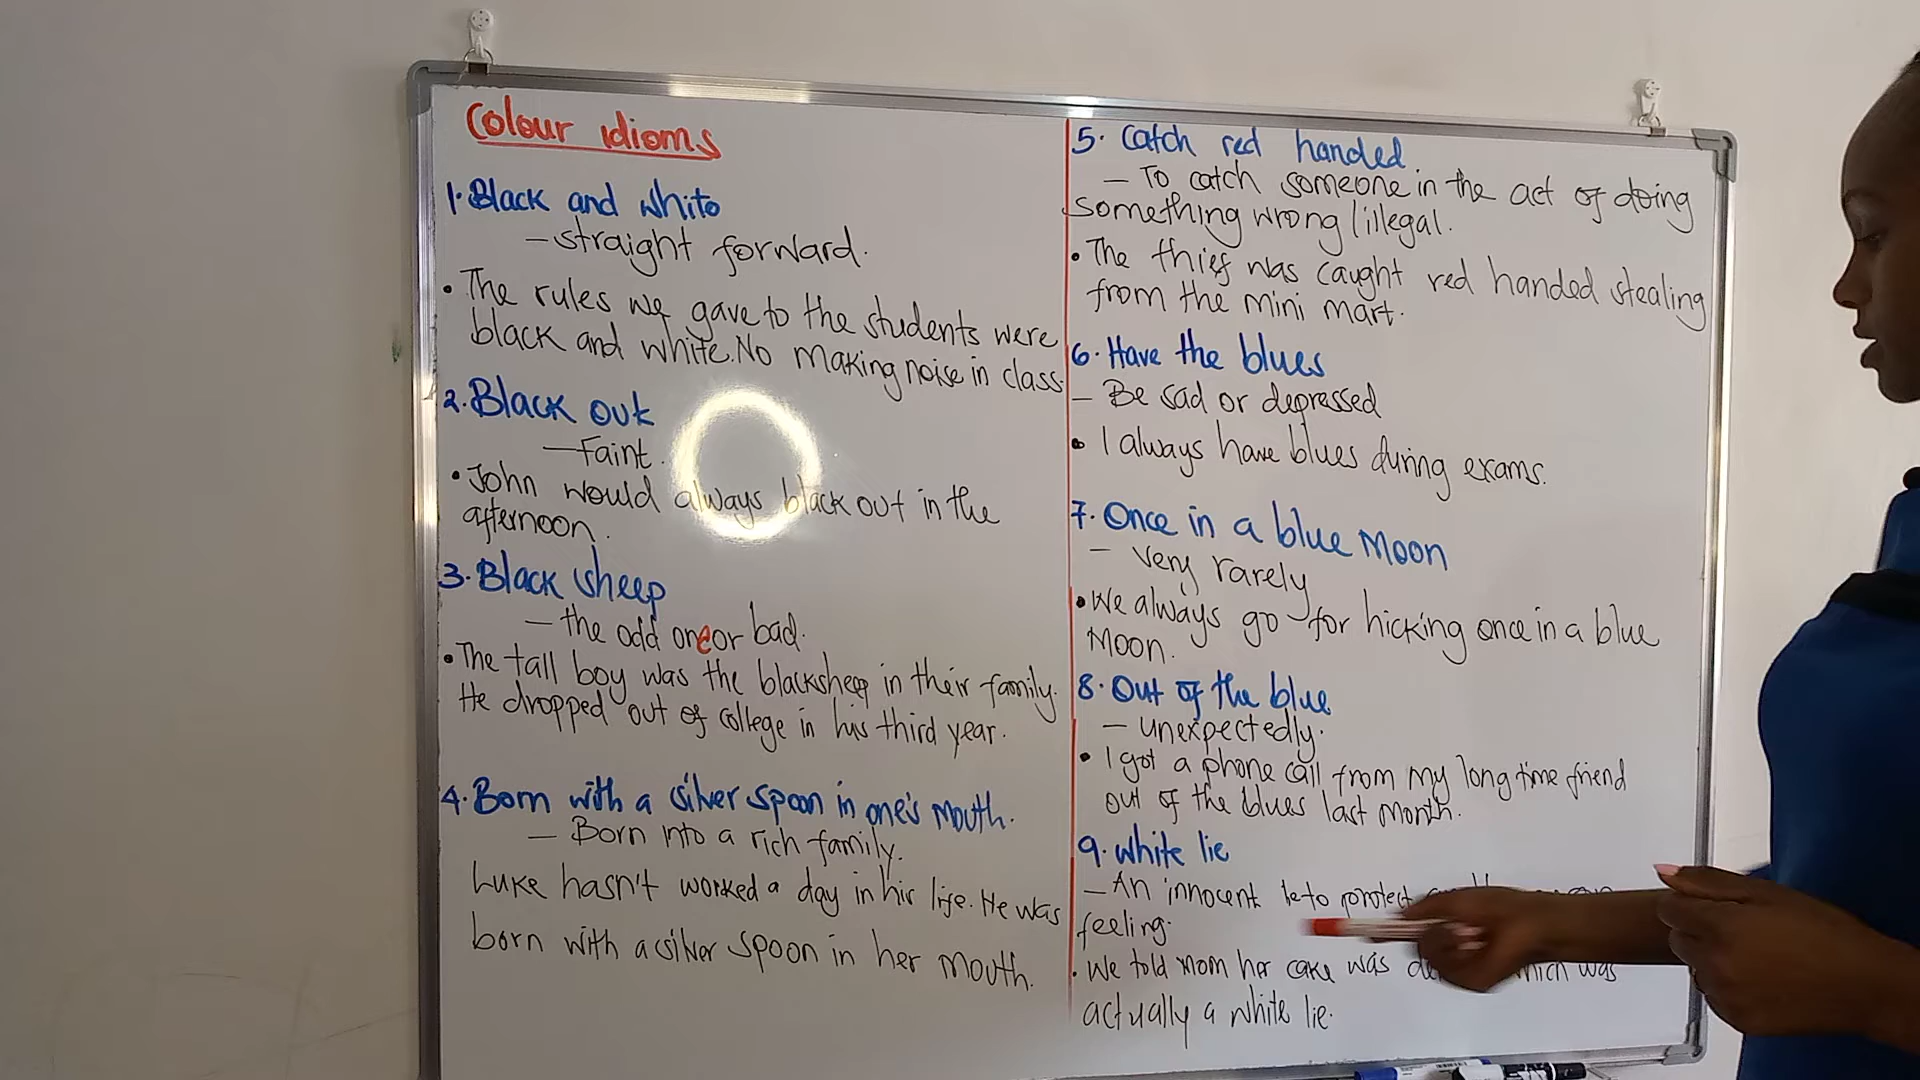 Colour idioms
1. Black and white
– straight forward.
• The rules we gave to the students were
black and white. No making noise in class.
2. Black out
– Faint.
• John would always black out in the
afternoon.
3. Black sheep
– the odd one or bad.
• The tall boy was the blacksheep in their family.
He dropped out of college in his third year.
4. Born with a silver spoon in one's mouth.
– Born into a rich family.
Luke hasn't worked a day in his life. He was
born with a silver spoon in her mouth.
5. Catch red handed.
– To catch someone in the act of doing
something wrong / illegal.
• The thief was caught red handed stealing
from the mini mart.
6. Have the blues
– Be sad or depressed
• I always have blues during exams.
7. Once in a blue moon
– Very rarely
• We always go for hicking once in a blue
moon.
8. Out of the blue
– unexpectedly.
• I got a phone call from my long time friend
out of the blues last month.
9. White lie
– An innocent lie to protect
feeling.
• We told mom her cake was which was
actually a white lie.